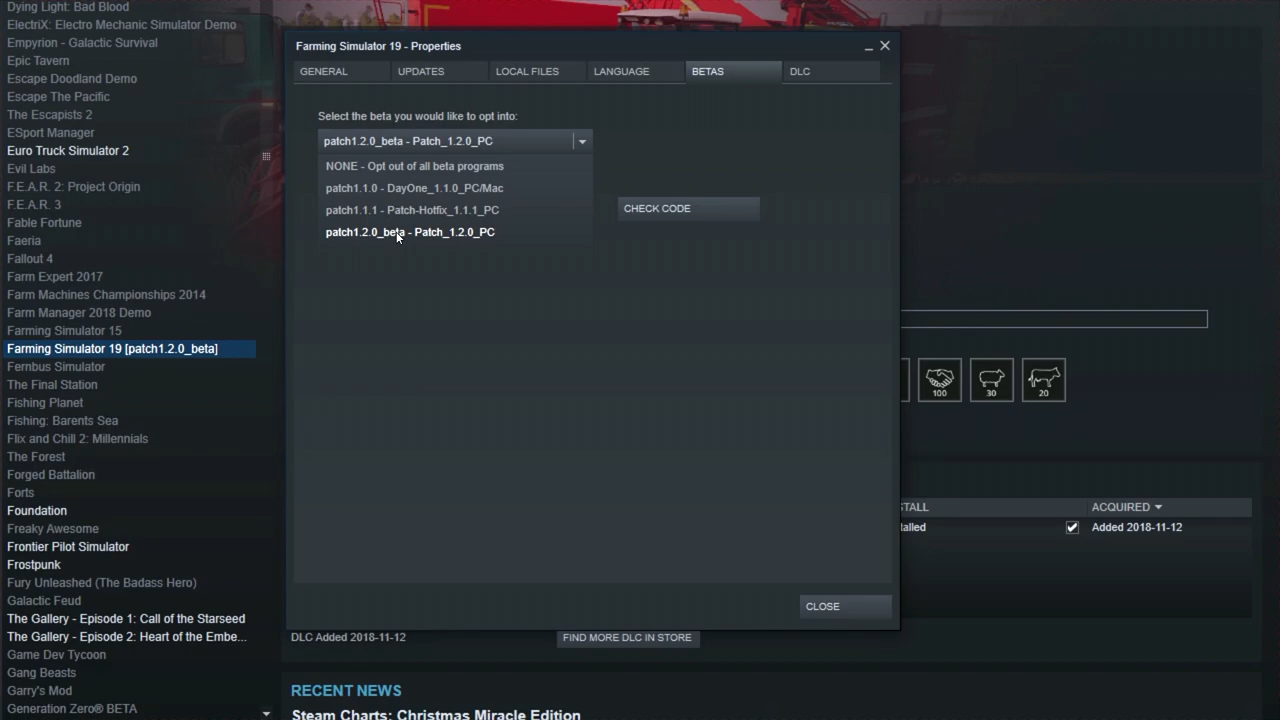 Dying Light: Bad Blood
ElectriX: Electro Mechanic Simulator Demo
Empyrion - Galactic Survival
Epic Tavern
Escape Doodland Demo
Escape The Pacific
The Escapists 2
ESport Manager
Euro Truck Simulator 2
Evil Labs
F.E.A.R. 2: Project Origin
F.E.A.R. 3
Fable Fortune
Faeria
Fallout 4
Farm Expert 2017
Farm Machines Championships 2014
Farm Manager 2018 Demo
Farming Simulator 15
Farming Simulator 19 [patch1.2.0_beta]
Fernbus Simulator
The Final Station
Fishing Planet
Fishing: Barents Sea
Flix and Chill 2: Millennials
The Forest
Forged Battalion
Forts
Foundation
Freaky Awesome
Frontier Pilot Simulator
Frostpunk
Fury Unleashed (The Badass Hero)
Galactic Feud
The Gallery - Episode 1: Call of the Starseed
The Gallery - Episode 2: Heart of the Embe...
Game Dev Tycoon
Gang Beasts
Garry's Mod
Generation Zero® BETA
Farming Simulator 19 - Properties
GENERAL UPDATES LOCAL FILES LANGUAGE BETAS DLC
Select the beta you would like to opt into:
patch1.2.0_beta - Patch_1.2.0_PC
NONE - Opt out of all beta programs
patch1.1.0 - DayOne_1.1.0_PC/Mac
patch1.1.1 - Patch-Hotfix_1.1.1_PC
patch1.2.0_beta - Patch_1.2.0_PC
CHECK CODE
100 30 20
TALL ACQUIRED
alled Added 2018-11-12
CLOSE
DLC Added 2018-11-12 FIND MORE DLC IN STORE
RECENT NEWS
Steam Charts: Christmas Miracle Edition